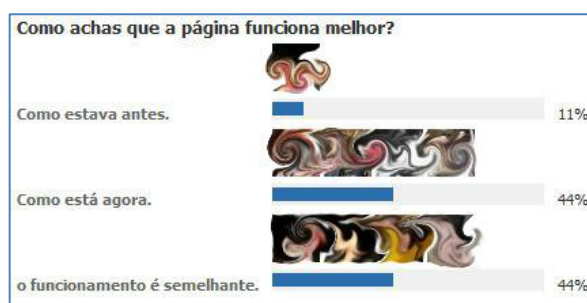 Como achas que a página funciona melhor?
Como estava antes. 11%
Como está agora. 44%
o funcionamento é semelhante. 44%